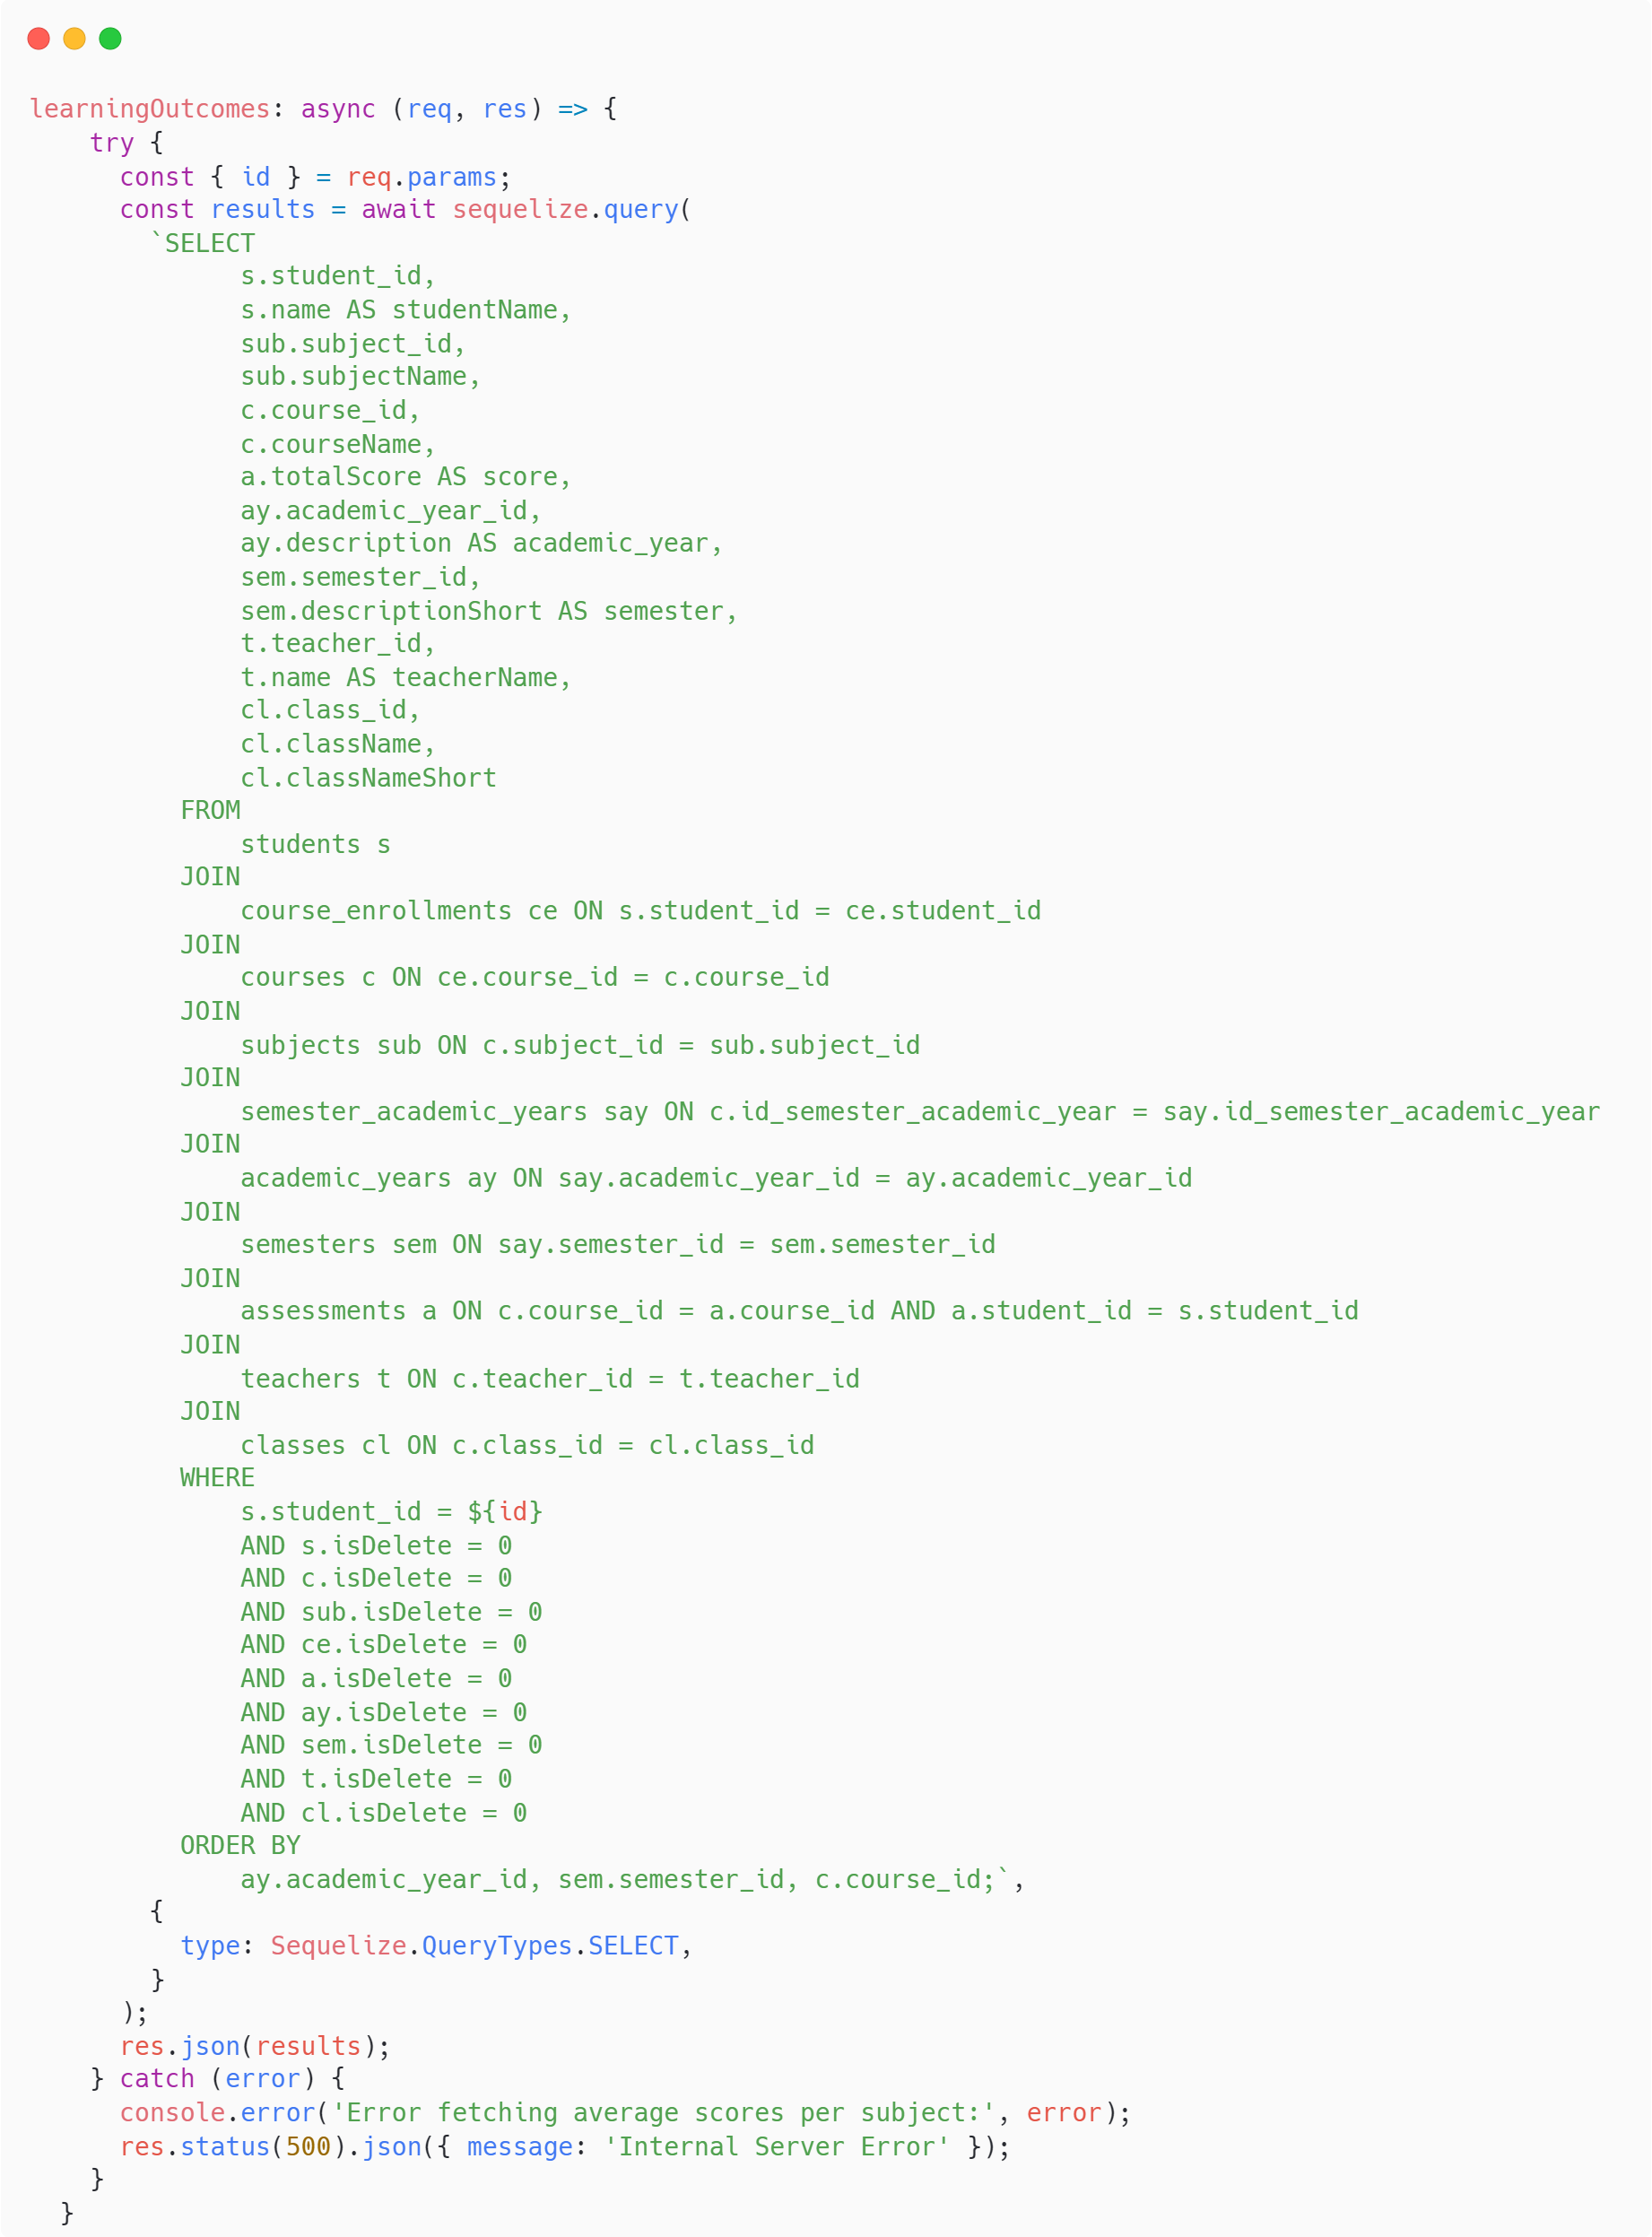 learningOutcomes: async (req, res) => {
    try {
      const { id } = req.params;
      const results = await sequelize.query(
        `SELECT
              s.student_id,
              s.name AS studentName,
              sub.subject_id,
              sub.subjectName,
              c.course_id,
              c.courseName,
              a.totalScore AS score,
              ay.academic_year_id,
              ay.description AS academic_year,
              sem.semester_id,
              sem.descriptionShort AS semester,
              t.teacher_id,
              t.name AS teacherName,
              cl.class_id,
              cl.className,
              cl.classNameShort
          FROM
              students s
          JOIN
              course_enrollments ce ON s.student_id = ce.student_id
          JOIN
              courses c ON ce.course_id = c.course_id
          JOIN
              subjects sub ON c.subject_id = sub.subject_id
          JOIN
              semester_academic_years say ON c.id_semester_academic_year = say.id_semester_academic_year
          JOIN
              academic_years ay ON say.academic_year_id = ay.academic_year_id
          JOIN
              semesters sem ON say.semester_id = sem.semester_id
          JOIN
              assessments a ON c.course_id = a.course_id AND a.student_id = s.student_id
          JOIN
              teachers t ON c.teacher_id = t.teacher_id
          JOIN
              classes cl ON c.class_id = cl.class_id
          WHERE
              s.student_id = ${id}
              AND s.isDelete = 0
              AND c.isDelete = 0
              AND sub.isDelete = 0
              AND ce.isDelete = 0
              AND a.isDelete = 0
              AND ay.isDelete = 0
              AND sem.isDelete = 0
              AND t.isDelete = 0
              AND cl.isDelete = 0
          ORDER BY
              ay.academic_year_id, sem.semester_id, c.course_id;`,
        {
          type: Sequelize.QueryTypes.SELECT,
        }
      );
      res.json(results);
    } catch (error) {
      console.error('Error fetching average scores per subject:', error);
      res.status(500).json({ message: 'Internal Server Error' });
    }
  }